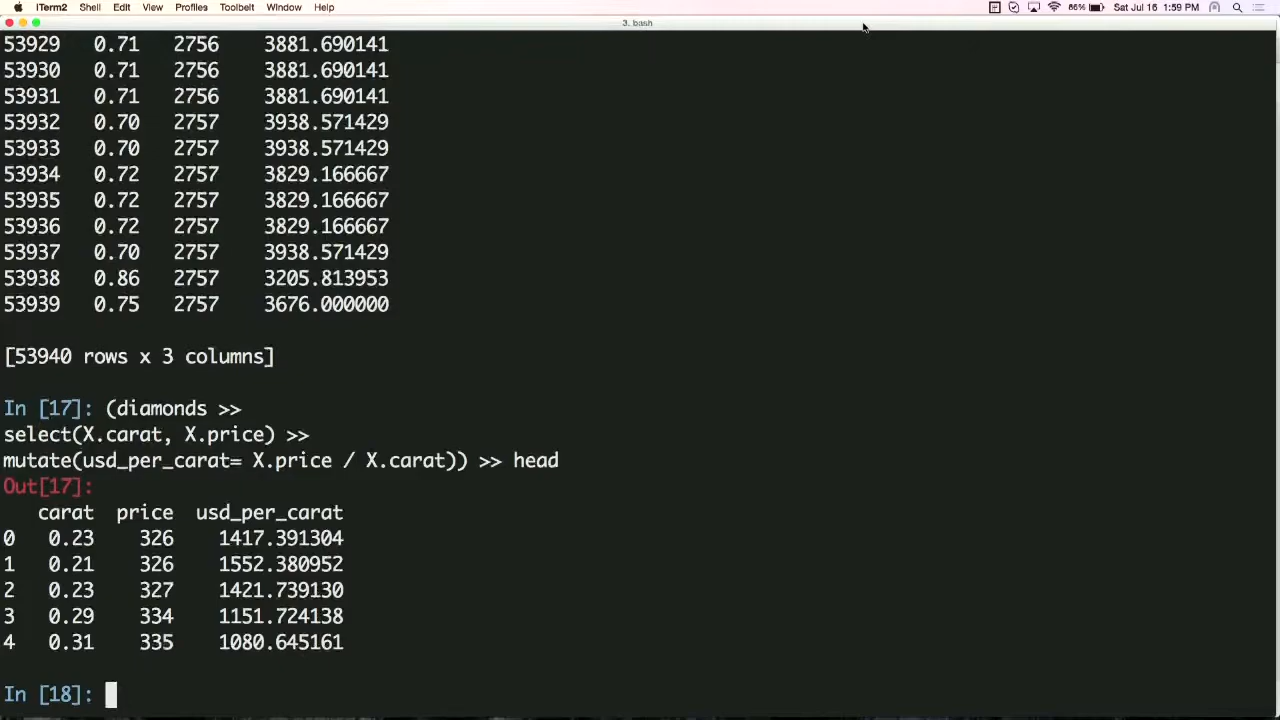 iTerm2 Shell Edit View Profiles Toolbelt Window Help 86% Sat Jul 16 1:59 PM
3. bash
53929 0.71 2756 3881.690141
53930 0.71 2756 3881.690141
53931 0.71 2756 3881.690141
53932 0.70 2757 3938.571429
53933 0.70 2757 3938.571429
53934 0.72 2757 3829.166667
53935 0.72 2757 3829.166667
53936 0.72 2757 3829.166667
53937 0.70 2757 3938.571429
53938 0.86 2757 3205.813953
53939 0.75 2757 3676.000000
[53940 rows x 3 columns]
In [17]: (diamonds >>
select(X.carat, X.price) >>
mutate(usd_per_carat= X.price / X.carat)) >> head
Out[17]:
carat price usd_per_carat
0 0.23 326 1417.391304
1 0.21 326 1552.380952
2 0.23 327 1421.739130
3 0.29 334 1151.724138
4 0.31 335 1080.645161
In [18]: